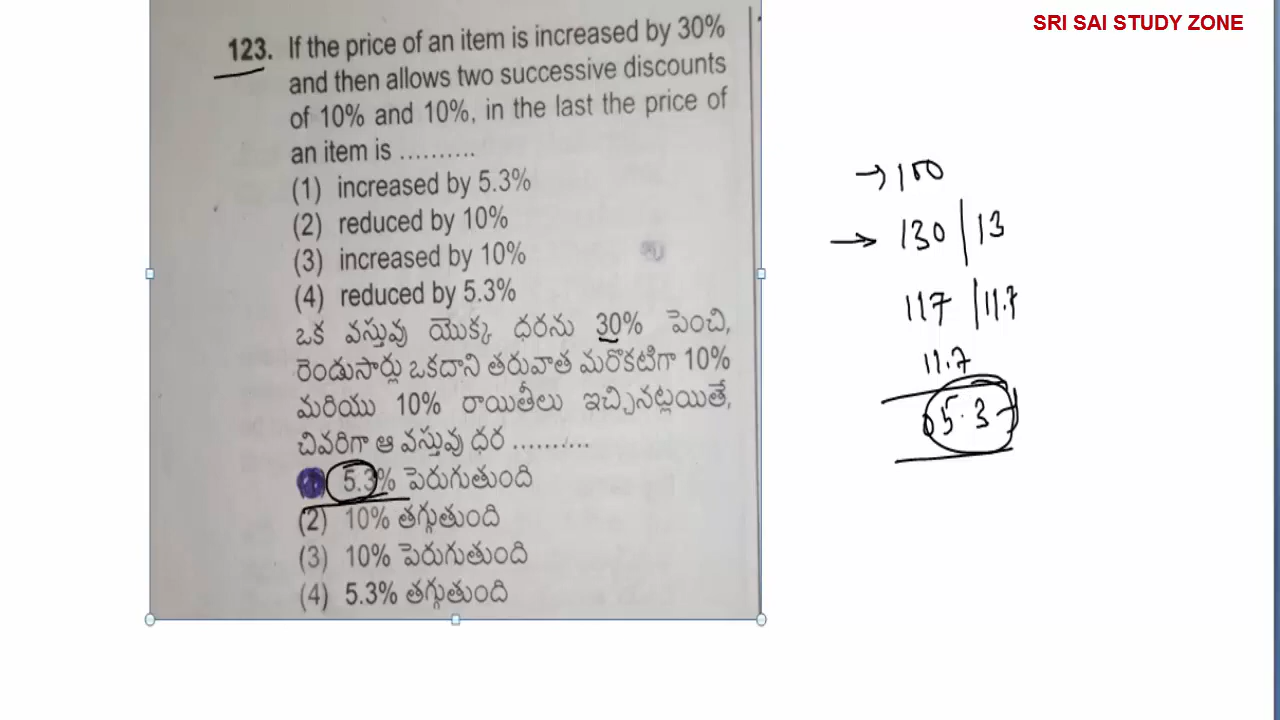 SRI SAI STUDY ZONE
123. If the price of an item is increased by 30%
and then allows two successive discounts
of 10% and 10%, in the last the price of
an item is ..........
(1) increased by 5.3%
(2) reduced by 10%
(3) increased by 10%
(4) reduced by 5.3%
ఒక వస్తువు యొక్క ధరను 30% పెంచి,
రెండుసార్లు ఒకదాని తరువాత మరొకటిగా 10%
మరియు 10% రాయితీలు ఇచ్చినట్లయితే,
చివరిగా ఆ వస్తువు ధర ..........
5.3% పెరుగుతుంది
(2) 10% తగ్గుతుంది
(3) 10% పెరుగుతుంది
(4) 5.3% తగ్గుతుంది
→100
→ 130 | 13
117 | 11.7
11.7
5.3